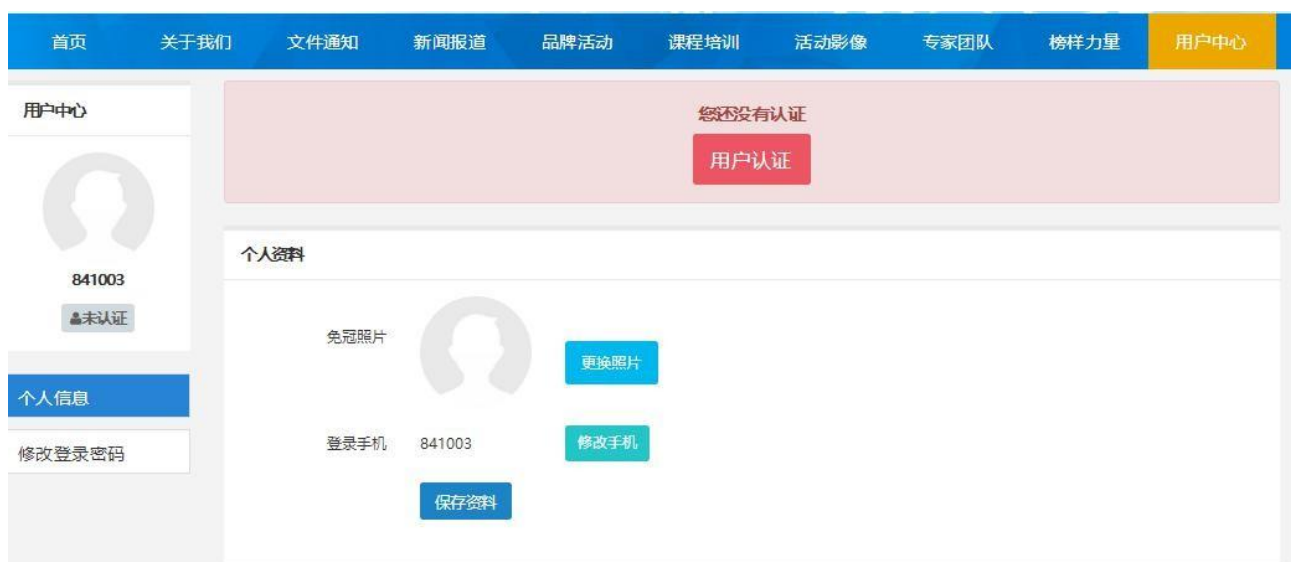 首页 关于我们 文件通知 新闻报道 品牌活动 课程培训 活动影像 专家团队 榜样力量 用户中心
用户中心
841003
未认证
个人信息
修改登录密码
您还没有认证
用户认证
个人资料
免冠照片
更换照片
登录手机 841003 修改手机
保存资料